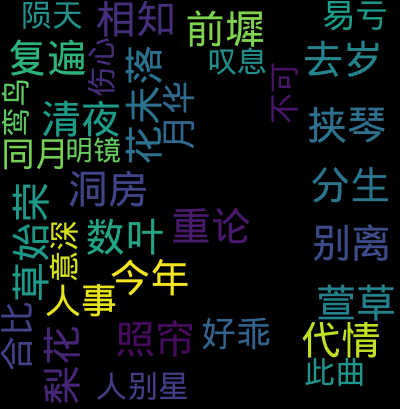 陨天
相知
前墀
易亏
复遍
伤心
花未落
叹息
去岁
清夜
月华
不可
挟琴
同月
明镜
洞房
分生
草始荣
意深
数叶
重论
别离
今年
人事
萱草
合比
梨花
照帘
好乖
代情
此曲
人别星